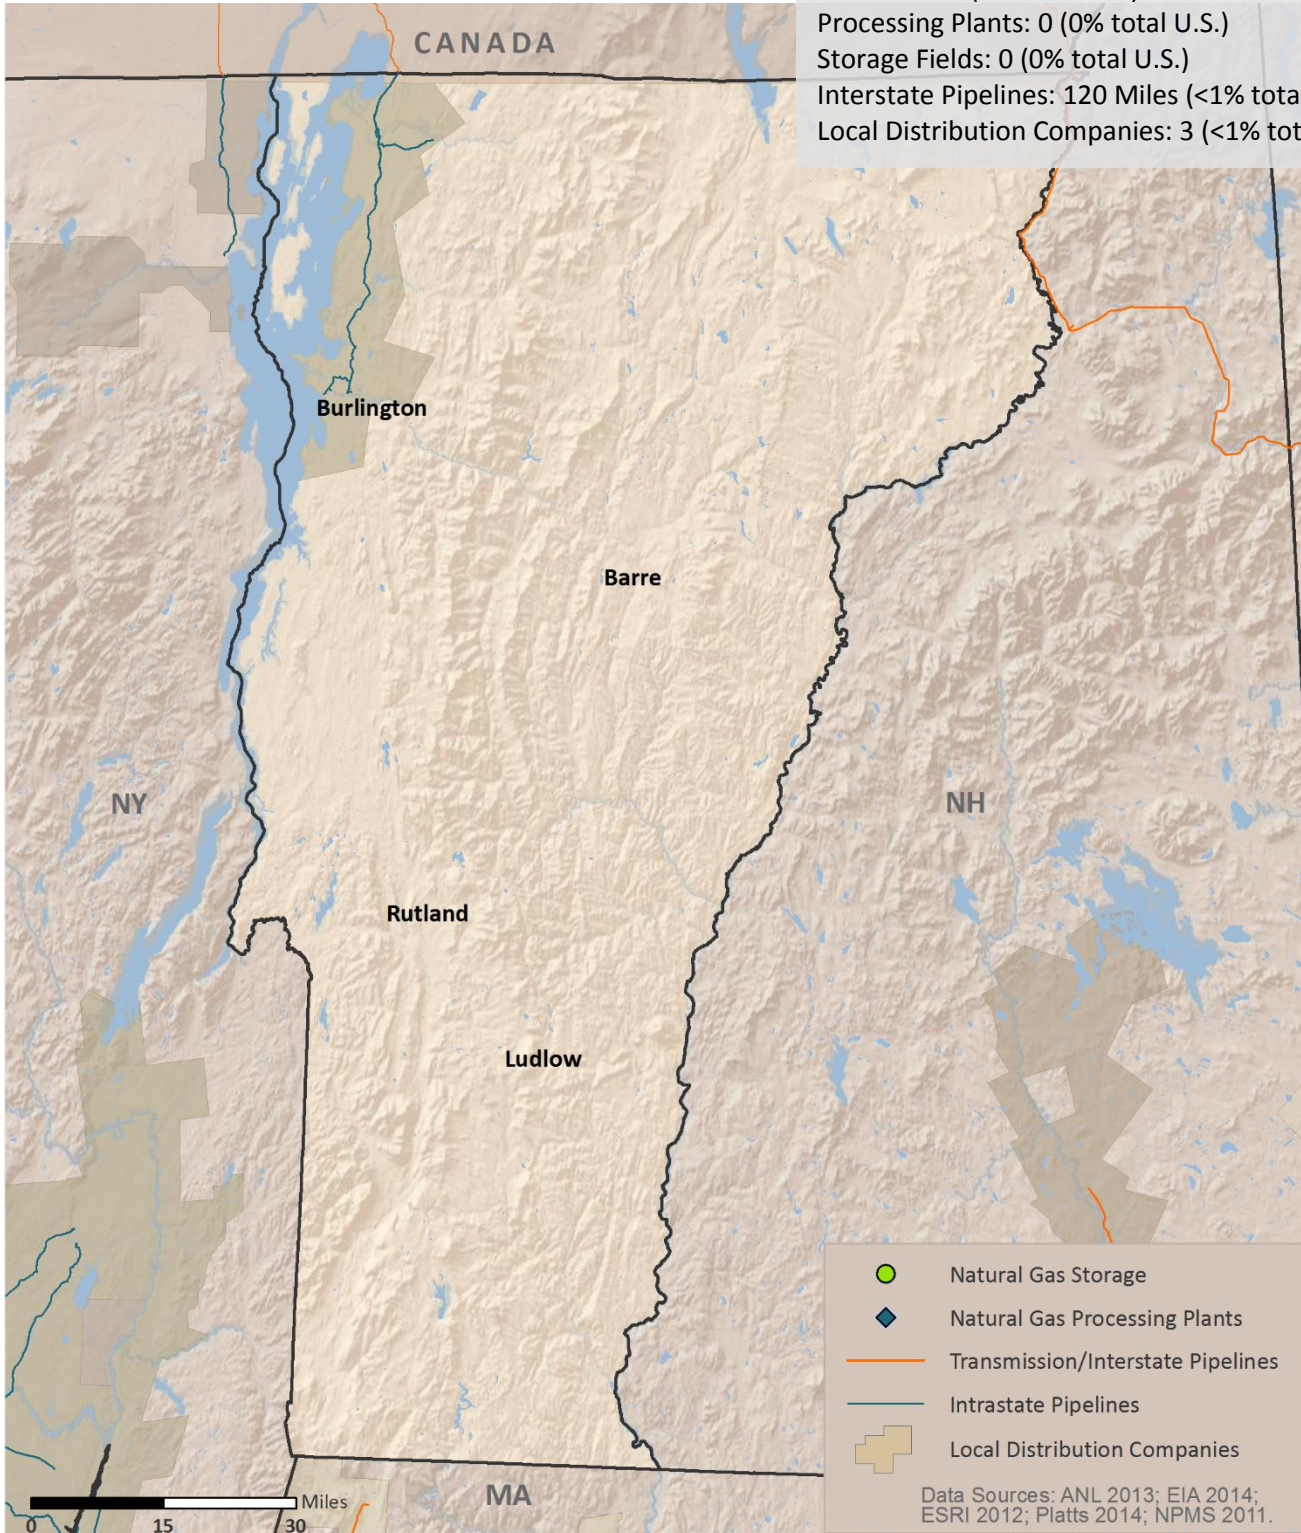 Processing Plants: 0 (0% total U.S.)
Storage Fields: 0 (0% total U.S.)
Interstate Pipelines: 120 Miles (<1% tota
Local Distribution Companies: 3 (<1% tot
CANADA
Burlington
Barre
NY
NH
Rutland
Ludlow
MA
Natural Gas Storage
Natural Gas Processing Plants
Transmission/Interstate Pipelines
Intrastate Pipelines
Local Distribution Companies
Data Sources: ANL 2013; EIA 2014;
ESRI 2012; Platts 2014; NPMS 2011.
Miles
0 15 30